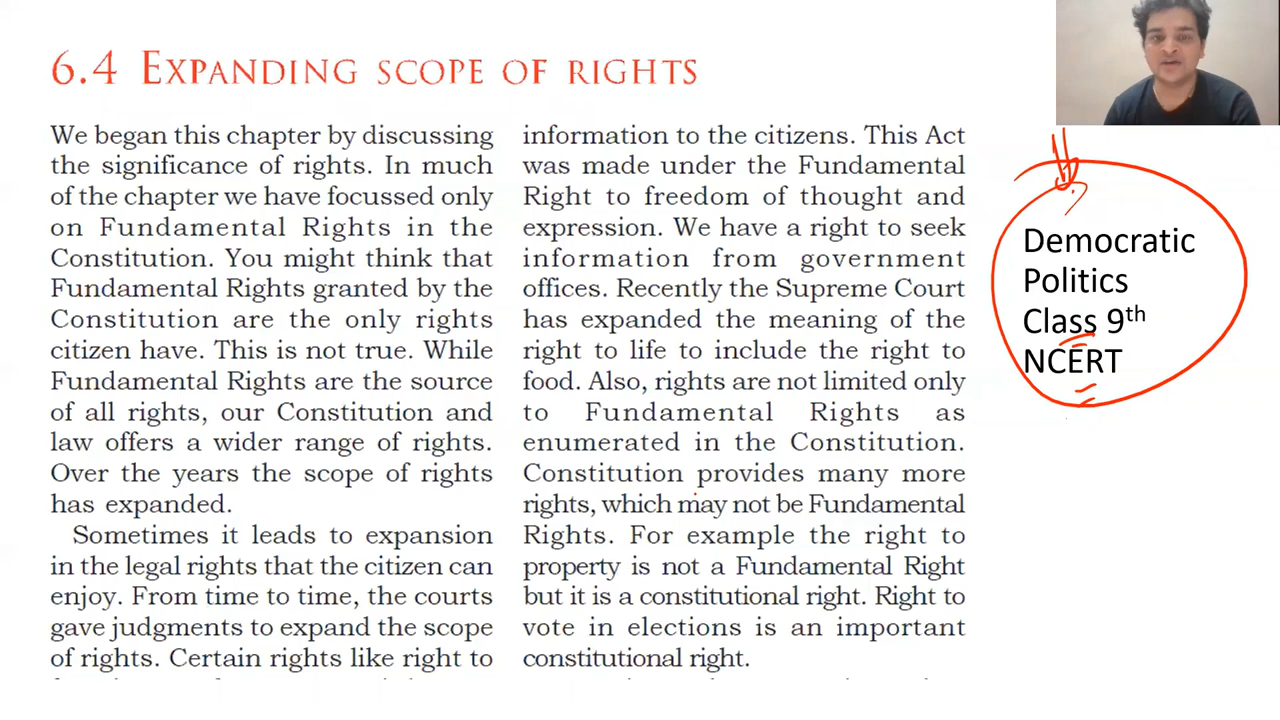 6.4 EXPANDING SCOPE OF RIGHTS
We began this chapter by discussing
the significance of rights. In much
of the chapter we have focussed only
on Fundamental Rights in the
Constitution. You might think that
Fundamental Rights granted by the
Constitution are the only rights
citizen have. This is not true. While
Fundamental Rights are the source
of all rights, our Constitution and
law offers a wider range of rights.
Over the years the scope of rights
has expanded.
Sometimes it leads to expansion
in the legal rights that the citizen can
enjoy. From time to time, the courts
gave judgments to expand the scope
of rights. Certain rights like right to
information to the citizens. This Act
was made under the Fundamental
Right to freedom of thought and
expression. We have a right to seek
information from government
offices. Recently the Supreme Court
has expanded the meaning of the
right to life to include the right to
food. Also, rights are not limited only
to Fundamental Rights as
enumerated in the Constitution.
Constitution provides many more
rights, which may not be Fundamental
Rights. For example the right to
property is not a Fundamental Right
but it is a constitutional right. Right to
vote in elections is an important
constitutional right.
Democratic
Politics
Class 9th
NCERT